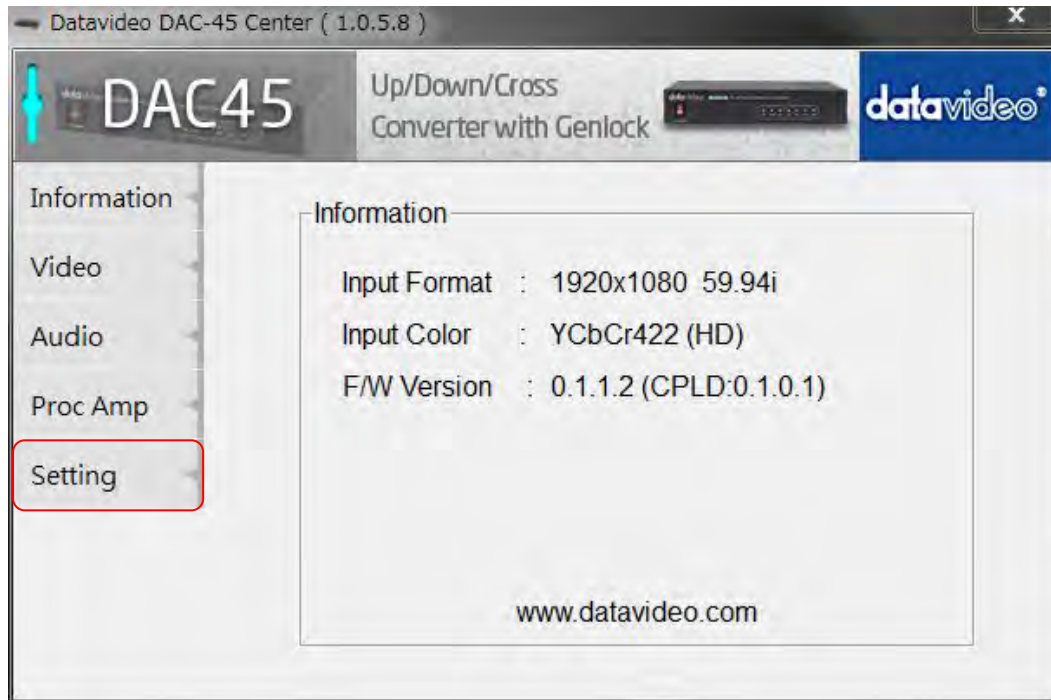 Datavideo DAC-45 Center ( 1.0.5.8 )
x
DAC45
Up/Down/Cross
Converter with Genlock
datavideo
Information
Video
Audio
Proc Amp
Setting
Information
Input Format : 1920x1080 59.94i
Input Color : YCbCr422 (HD)
F/W Version : 0.1.1.2 (CPLD:0.1.0.1)
www.datavideo.com